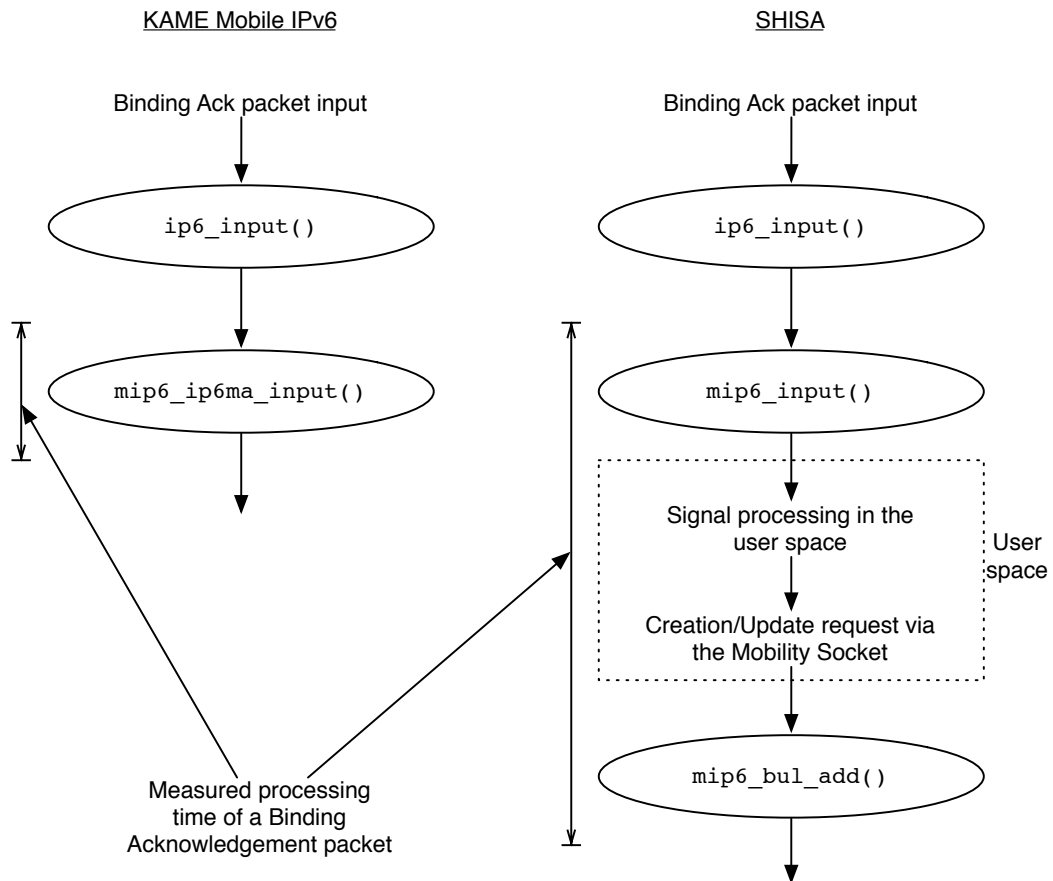 KAME Mobile IPv6
SHISA
Binding Ack packet input
Binding Ack packet input
ip6_input()
ip6_input()
mip6_ip6ma_input()
mip6_input()
Signal processing in the
user space
User
space
Creation/Update request via
the Mobility Socket
mip6_bul_add()
Measured processing
time of a Binding
Acknowledgement packet